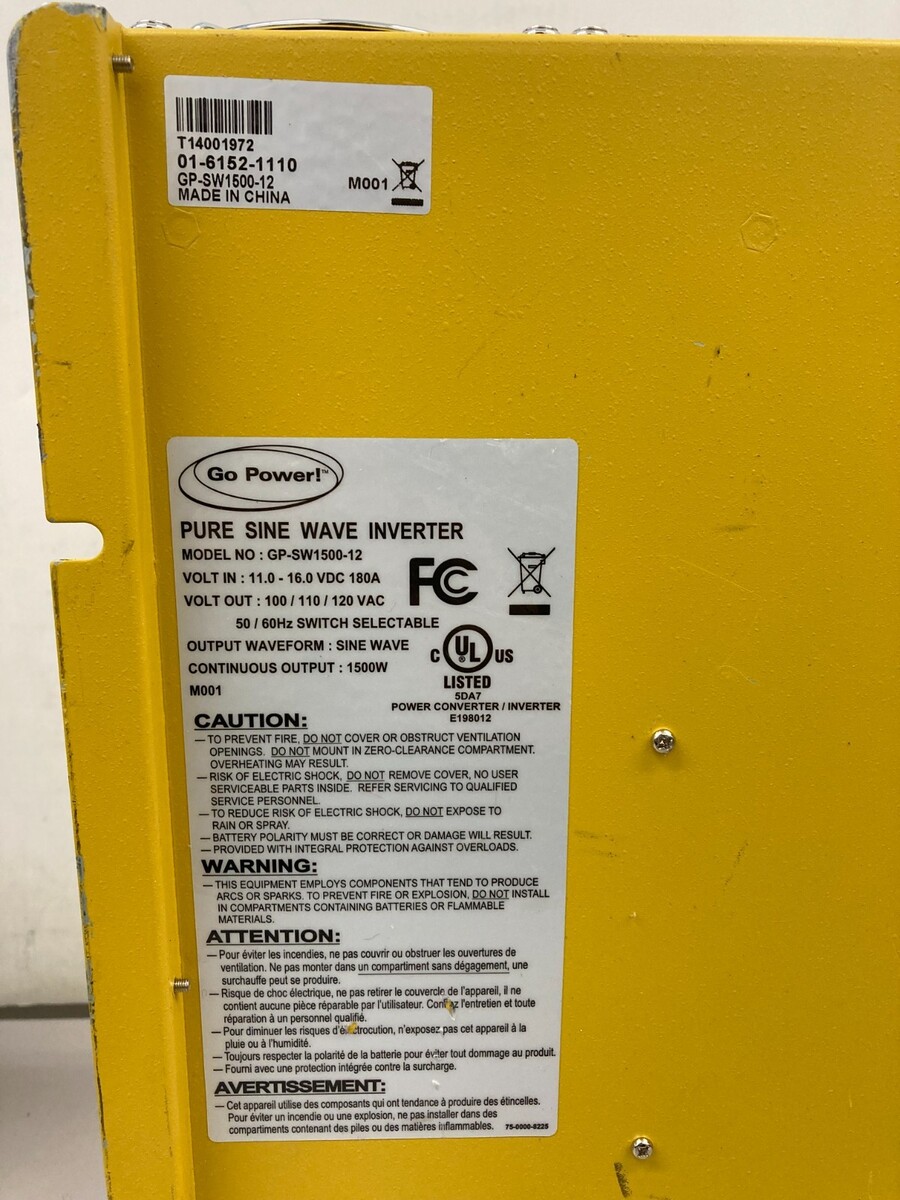 T14001972
01-6152-1110
GP-SW1500-12
MADE IN CHINA
M001
Go Power!™
PURE SINE WAVE INVERTER
MODEL NO : GP-SW1500-12
VOLT IN : 11.0 - 16.0 VDC 180A
VOLT OUT : 100 / 110 / 120 VAC
50 / 60Hz SWITCH SELECTABLE
OUTPUT WAVEFORM : SINE WAVE
CONTINUOUS OUTPUT : 1500W
M001
FC
C UL US
LISTED
5DA7
POWER CONVERTER / INVERTER
E198012
CAUTION:
— TO PREVENT FIRE, DO NOT COVER OR OBSTRUCT VENTILATION
OPENINGS. DO NOT MOUNT IN ZERO-CLEARANCE COMPARTMENT.
OVERHEATING MAY RESULT.
— RISK OF ELECTRIC SHOCK, DO NOT REMOVE COVER, NO USER
SERVICEABLE PARTS INSIDE. REFER SERVICING TO QUALIFIED
SERVICE PERSONNEL.
— TO REDUCE RISK OF ELECTRIC SHOCK, DO NOT EXPOSE TO
RAIN OR SPRAY.
— BATTERY POLARITY MUST BE CORRECT OR DAMAGE WILL RESULT.
— PROVIDED WITH INTEGRAL PROTECTION AGAINST OVERLOADS.
WARNING:
— THIS EQUIPMENT EMPLOYS COMPONENTS THAT TEND TO PRODUCE
ARCS OR SPARKS. TO PREVENT FIRE OR EXPLOSION, DO NOT INSTALL
IN COMPARTMENTS CONTAINING BATTERIES OR FLAMMABLE
MATERIALS.
ATTENTION:
— Pour éviter les incendies, ne pas couvrir ou obstruer les ouvertures de
ventilation. Ne pas monter dans un compartiment sans dégagement, une
surchauffe peut se produire.
— Risque de choc électrique, ne pas retirer le couvercle de l'appareil, il ne
contient aucune pièce réparable par l'utilisateur. Confiez l'entretien et toute
réparation à un personnel qualifié.
— Pour diminuer les risques d'électrocution, n'exposez pas cet appareil à la
pluie ou à l'humidité.
— Toujours respecter la polarité de la batterie pour éviter tout dommage au produit.
— Fourni avec une protection intégrée contre la surcharge.
AVERTISSEMENT:
— Cet appareil utilise des composants qui ont tendance à produire des étincelles.
Pour éviter un incendie ou une explosion, ne pas installer dans des
compartiments contenant des piles ou des matières inflammables. 75-0000-8225